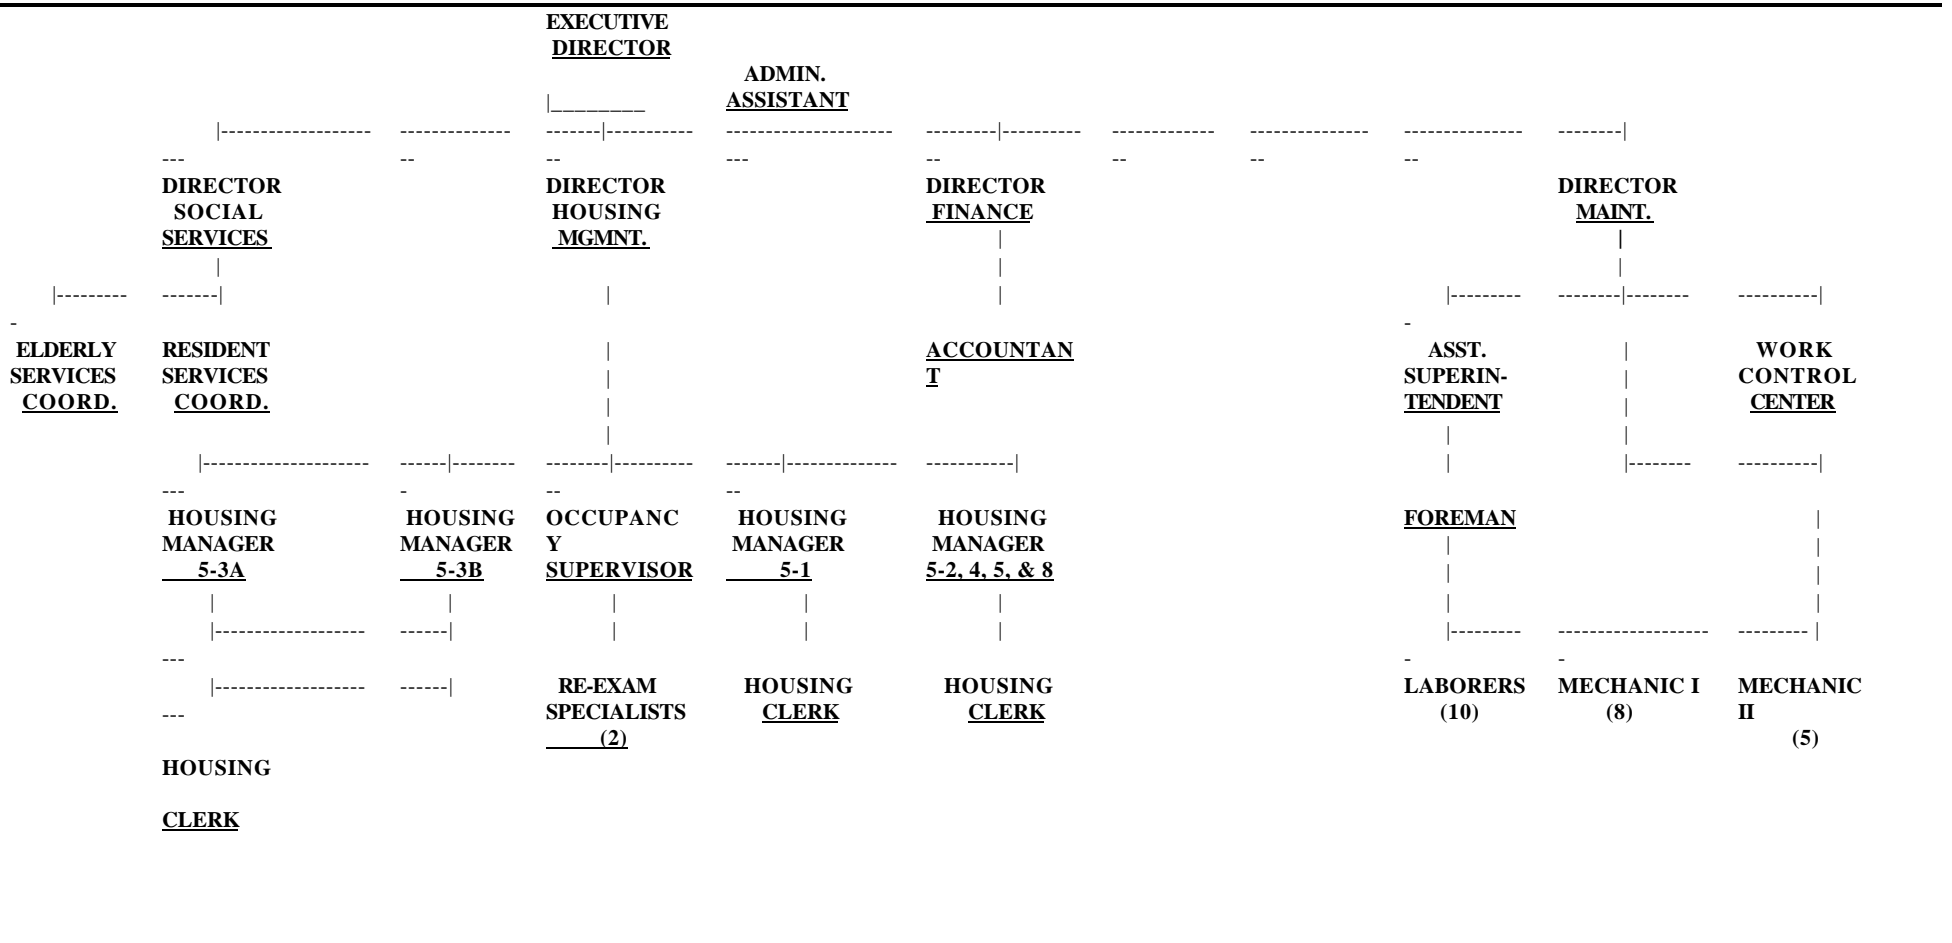 EXECUTIVE
DIRECTOR
ADMIN.
ASSISTANT
DIRECTOR
SOCIAL
SERVICES
DIRECTOR
HOUSING
MGMNT.
DIRECTOR
FINANCE
DIRECTOR
MAINT.
ELDERLY
SERVICES
COORD.
RESIDENT
SERVICES
COORD.
ACCOUNTAN
T
ASST.
SUPERIN-
TENDENT
WORK
CONTROL
CENTER
HOUSING
MANAGER
5-3A
HOUSING
MANAGER
5-3B
OCCUPANC
Y
SUPERVISOR
HOUSING
MANAGER
5-1
HOUSING
MANAGER
5-2, 4, 5, & 8
FOREMAN
HOUSING
CLERK
RE-EXAM
SPECIALISTS
(2)
HOUSING
CLERK
HOUSING
CLERK
LABORERS
(10)
MECHANIC I
(8)
MECHANIC
II
(5)